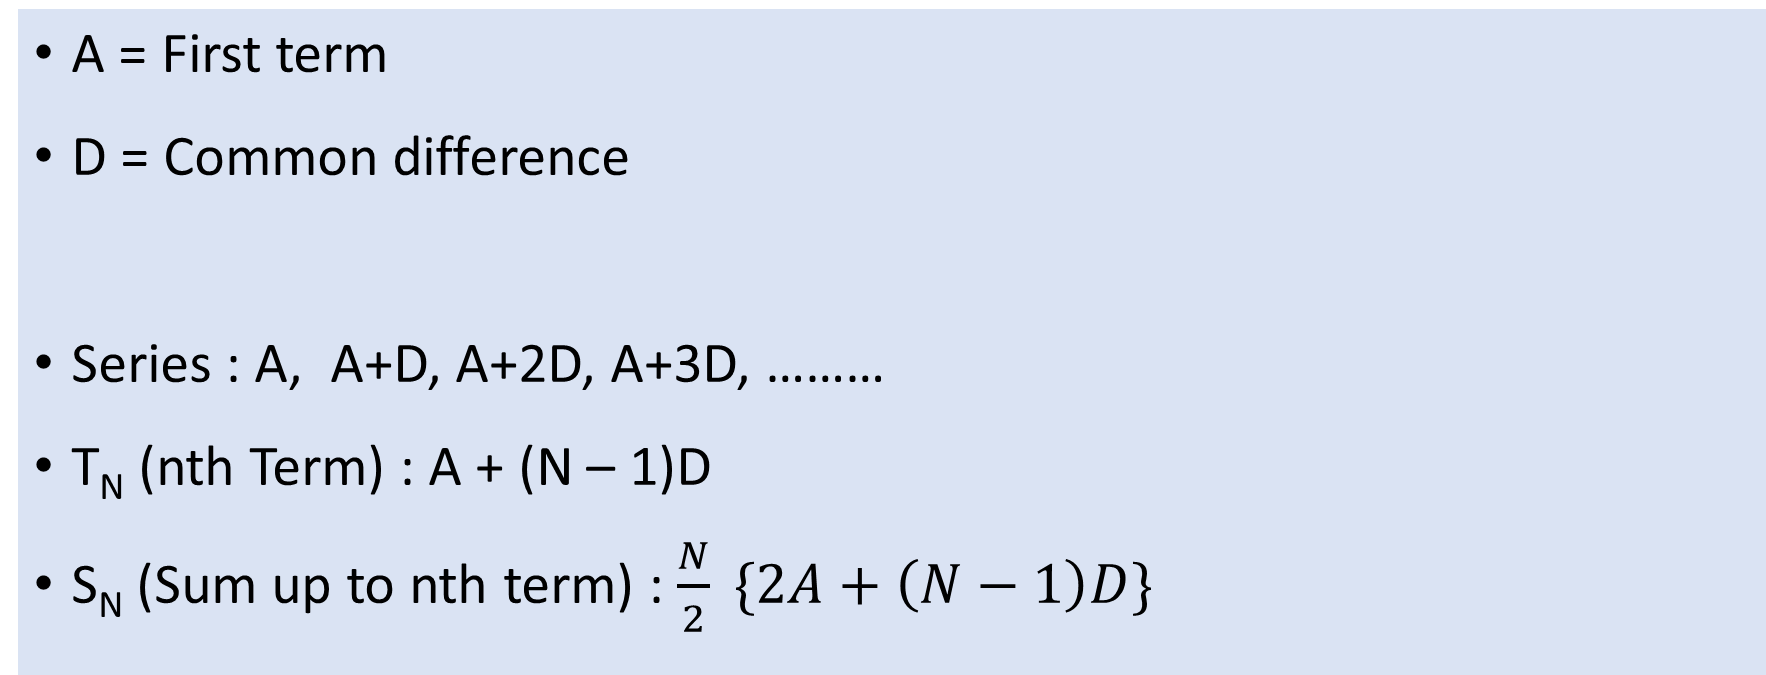 • A = First term
• D = Common difference
• Series : A, A+D, A+2D, A+3D, .........
• T_N (nth Term) : A + (N – 1)D
• S_N (Sum up to nth term) : \frac{N}{2} {2A + (N − 1)D}